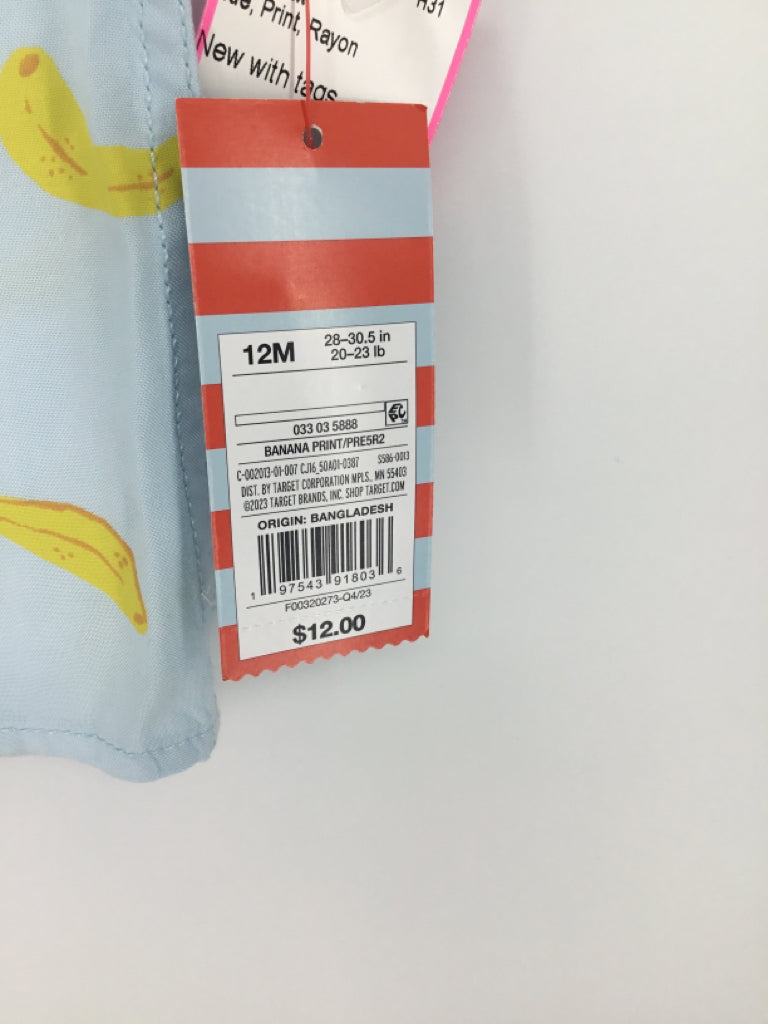 Print, Rayon
H31
New with tags
12M
28–30.5 in
20–23 lb
033 03 5888
BANANA PRINT/PRE5R2
C-002013-01-007 CJ16_50A01-0387 S586-0013
DIST. BY TARGET CORPORATION MPLS., MN 55403
©2023 TARGET BRANDS, INC. SHOP TARGET.COM
ORIGIN: BANGLADESH
1 97543 91803 6
F00320273-Q4/23
$12.00